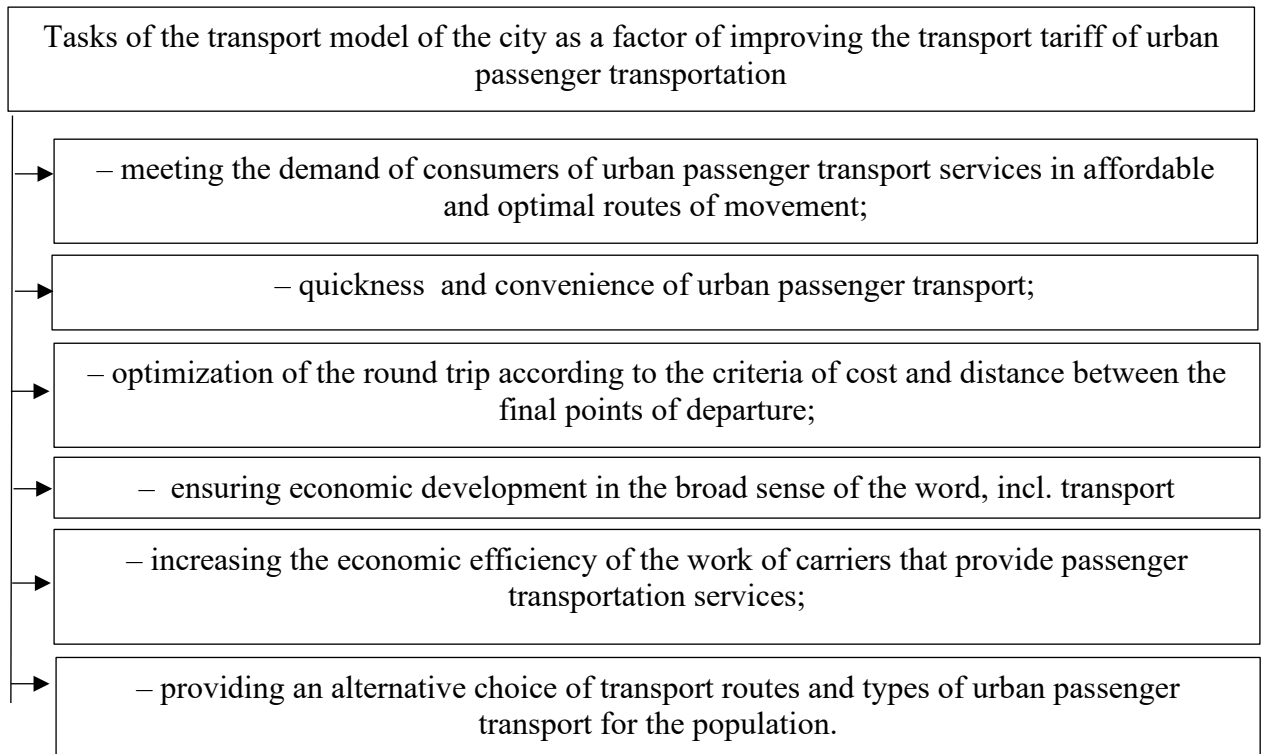 Tasks of the transport model of the city as a factor of improving the transport tariff of urban
passenger transportation
– meeting the demand of consumers of urban passenger transport services in affordable
and optimal routes of movement;
– quickness  and convenience of urban passenger transport;
– optimization of the round trip according to the criteria of cost and distance between the
final points of departure;
–  ensuring economic development in the broad sense of the word, incl. transport
– increasing the economic efficiency of the work of carriers that provide passenger
transportation services;
– providing an alternative choice of transport routes and types of urban passenger
transport for the population.